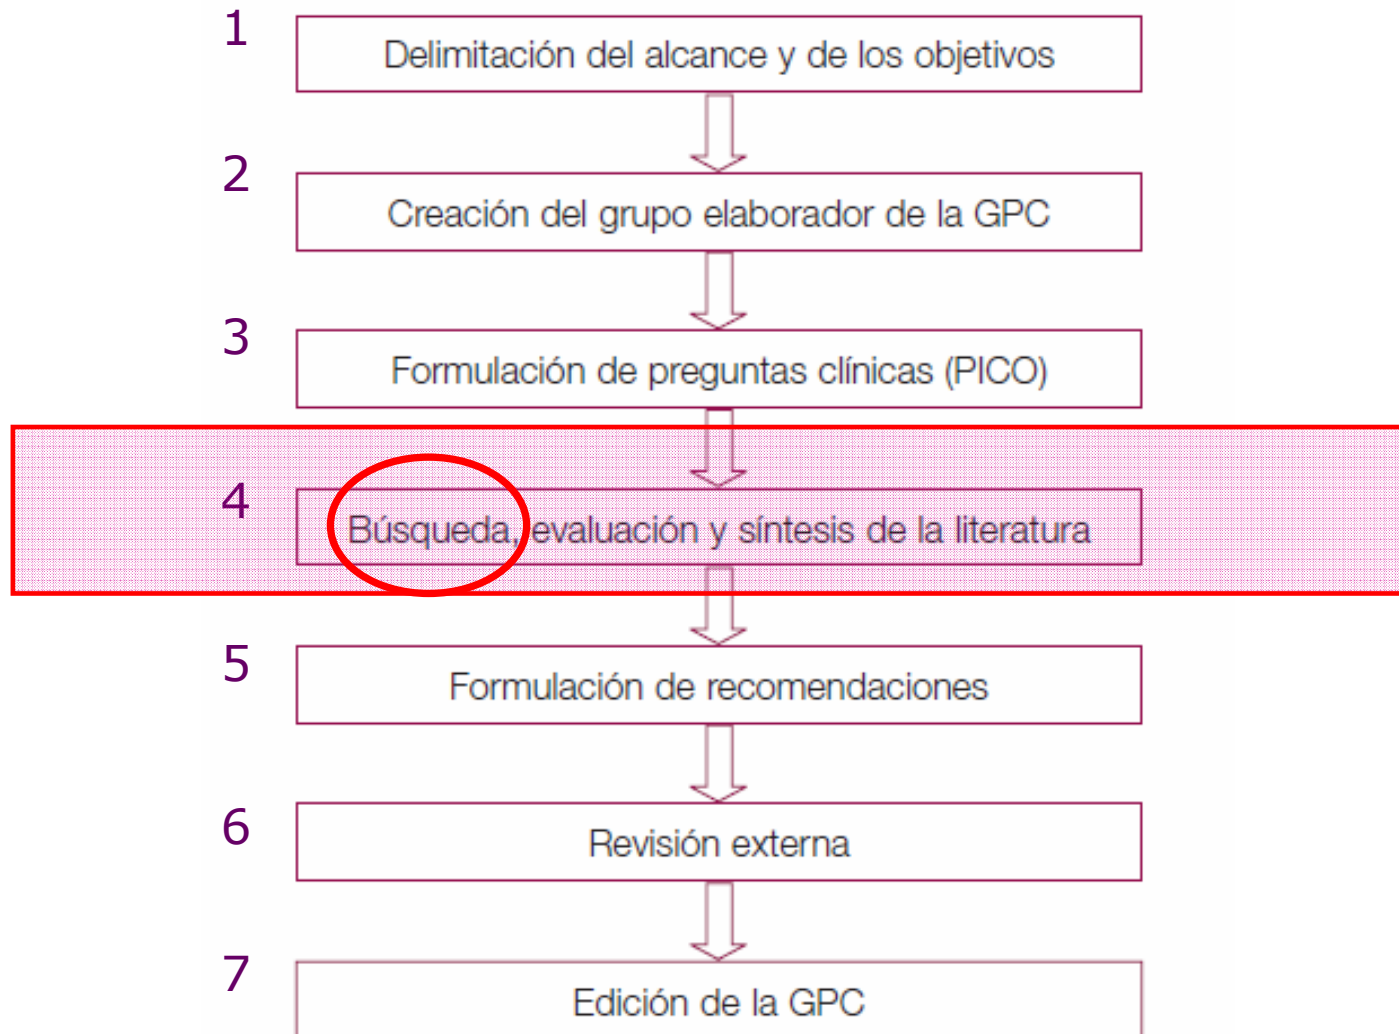 1
Delimitación del alcance y de los objetivos
2
Creación del grupo elaborador de la GPC
3
Formulación de preguntas clínicas (PICO)
4
Búsqueda, evaluación y síntesis de la literatura
5
Formulación de recomendaciones
6
Revisión externa
7
Edición de la GPC